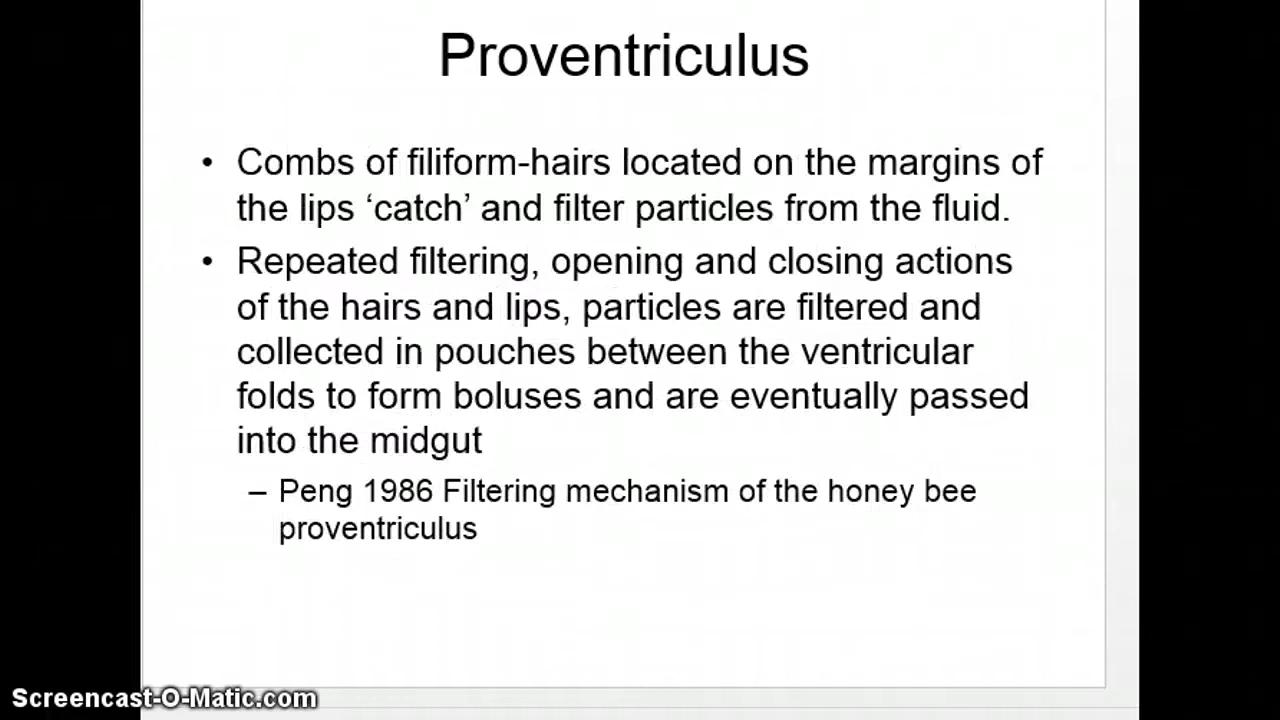 Proventriculus
• Combs of filiform-hairs located on the margins of
the lips ‘catch’ and filter particles from the fluid.
• Repeated filtering, opening and closing actions
of the hairs and lips, particles are filtered and
collected in pouches between the ventricular
folds to form boluses and are eventually passed
into the midgut
– Peng 1986 Filtering mechanism of the honey bee
proventriculus
Screencast-O-Matic.com